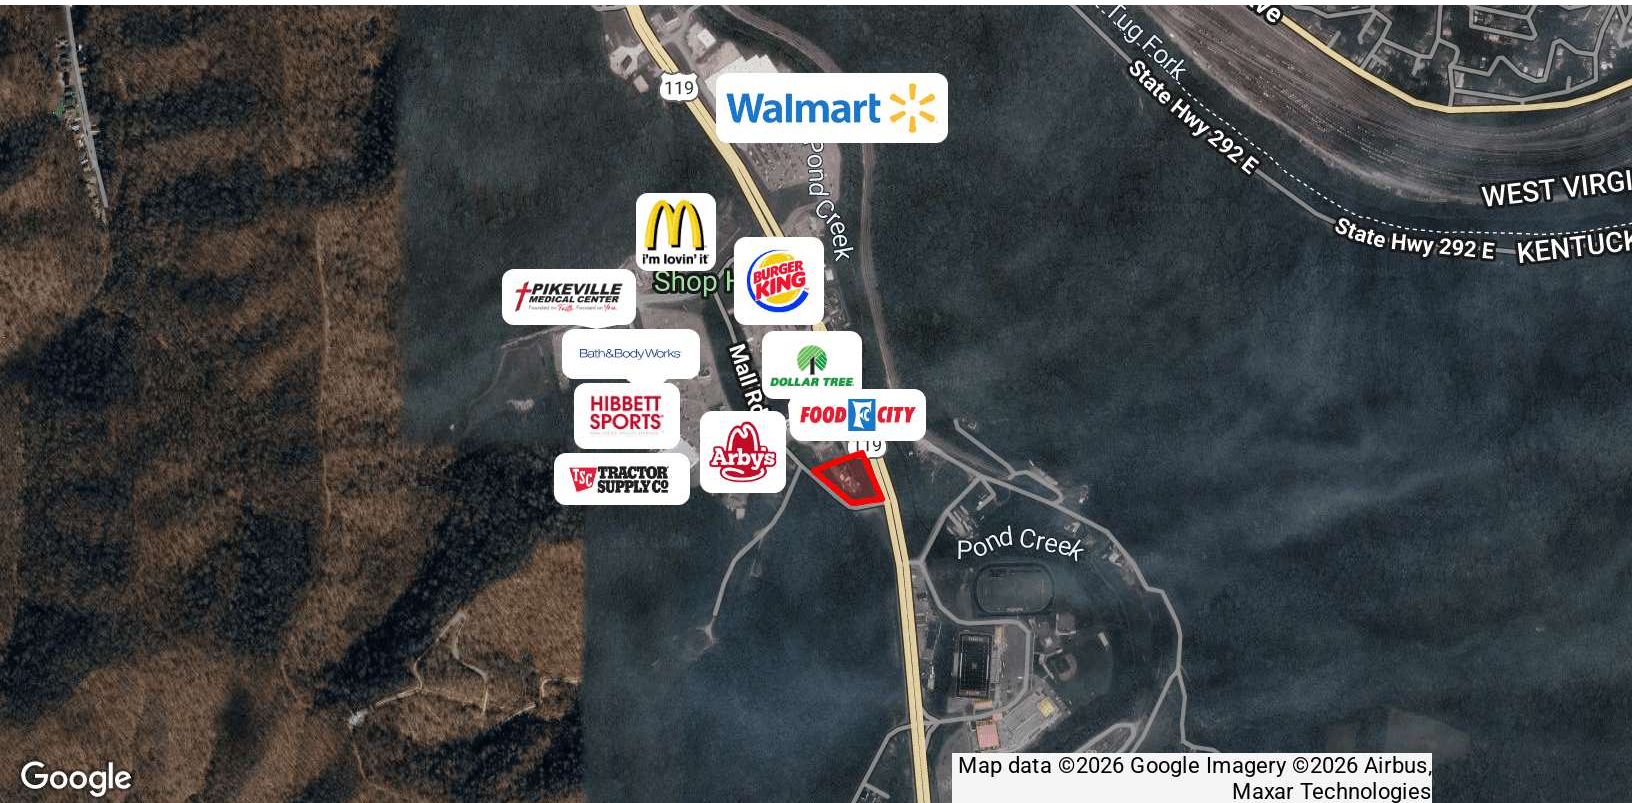 ve
Tug Fork
State Hwy 292 E
119
Walmart
Pond Creek
WEST VIRGI
State Hwy 292 E
KENTUCK
i'm lovin' it
Shop H
BURGER
KING
PIKEVILLE
MEDICAL CENTER
Mall Rd
Bath&BodyWorks
DOLLAR TREE
HIBBETT
SPORTS
FOOD CITY
119
Arby's
TSC TRACTOR
SUPPLY CO
Pond Creek
Google
Map data ©2026 Google Imagery ©2026 Airbus,
Maxar Technologies